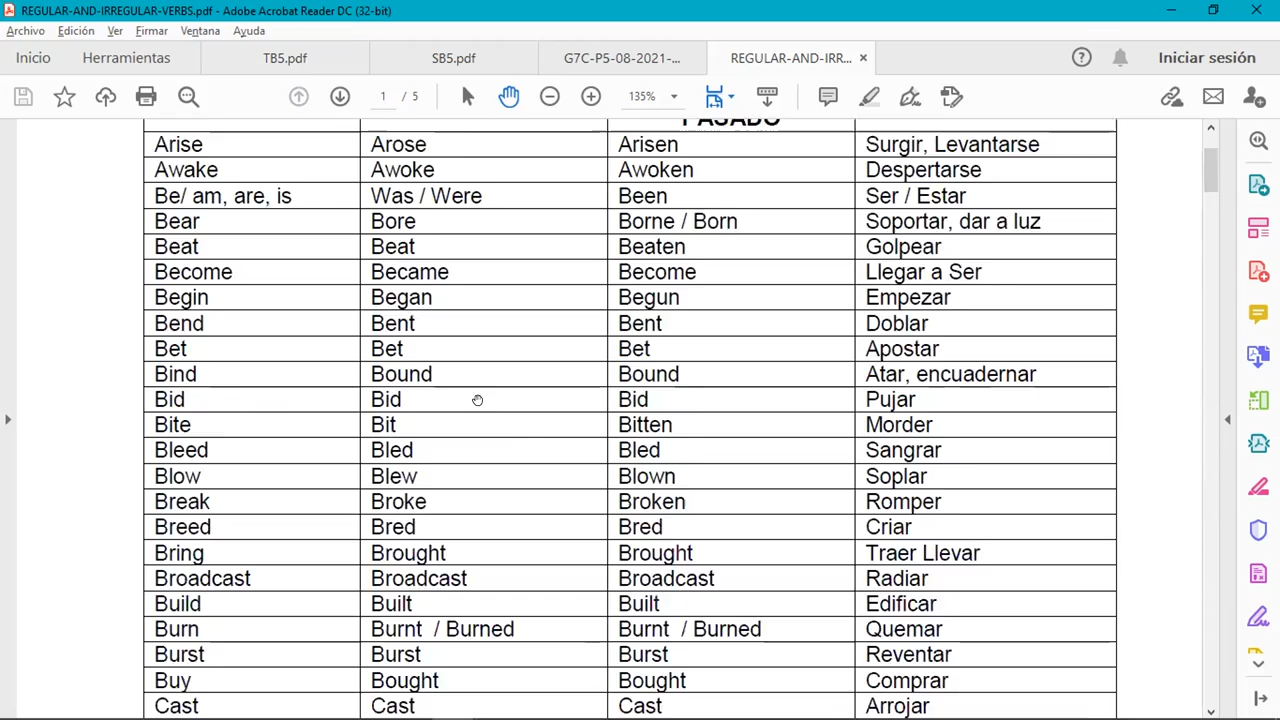 REGULAR-AND-IRREGULAR-VERBS.pdf - Adobe Acrobat Reader DC (32-bit)
Archivo Edición Ver Firmar Ventana Ayuda
Inicio Herramientas TB5.pdf SB5.pdf G7C-P5-08-2021-... REGULAR-AND-IRR... Iniciar sesión
1 / 5 135%
PASADO
Arise Arose Arisen Surgir, Levantarse
Awake Awoke Awoken Despertarse
Be/ am, are, is Was / Were Been Ser / Estar
Bear Bore Borne / Born Soportar, dar a luz
Beat Beat Beaten Golpear
Become Became Become Llegar a Ser
Begin Began Begun Empezar
Bend Bent Bent Doblar
Bet Bet Bet Apostar
Bind Bound Bound Atar, encuadernar
Bid Bid Bid Pujar
Bite Bit Bitten Morder
Bleed Bled Bled Sangrar
Blow Blew Blown Soplar
Break Broke Broken Romper
Breed Bred Bred Criar
Bring Brought Brought Traer Llevar
Broadcast Broadcast Broadcast Radiar
Build Built Built Edificar
Burn Burnt / Burned Burnt / Burned Quemar
Burst Burst Burst Reventar
Buy Bought Bought Comprar
Cast Cast Cast Arrojar